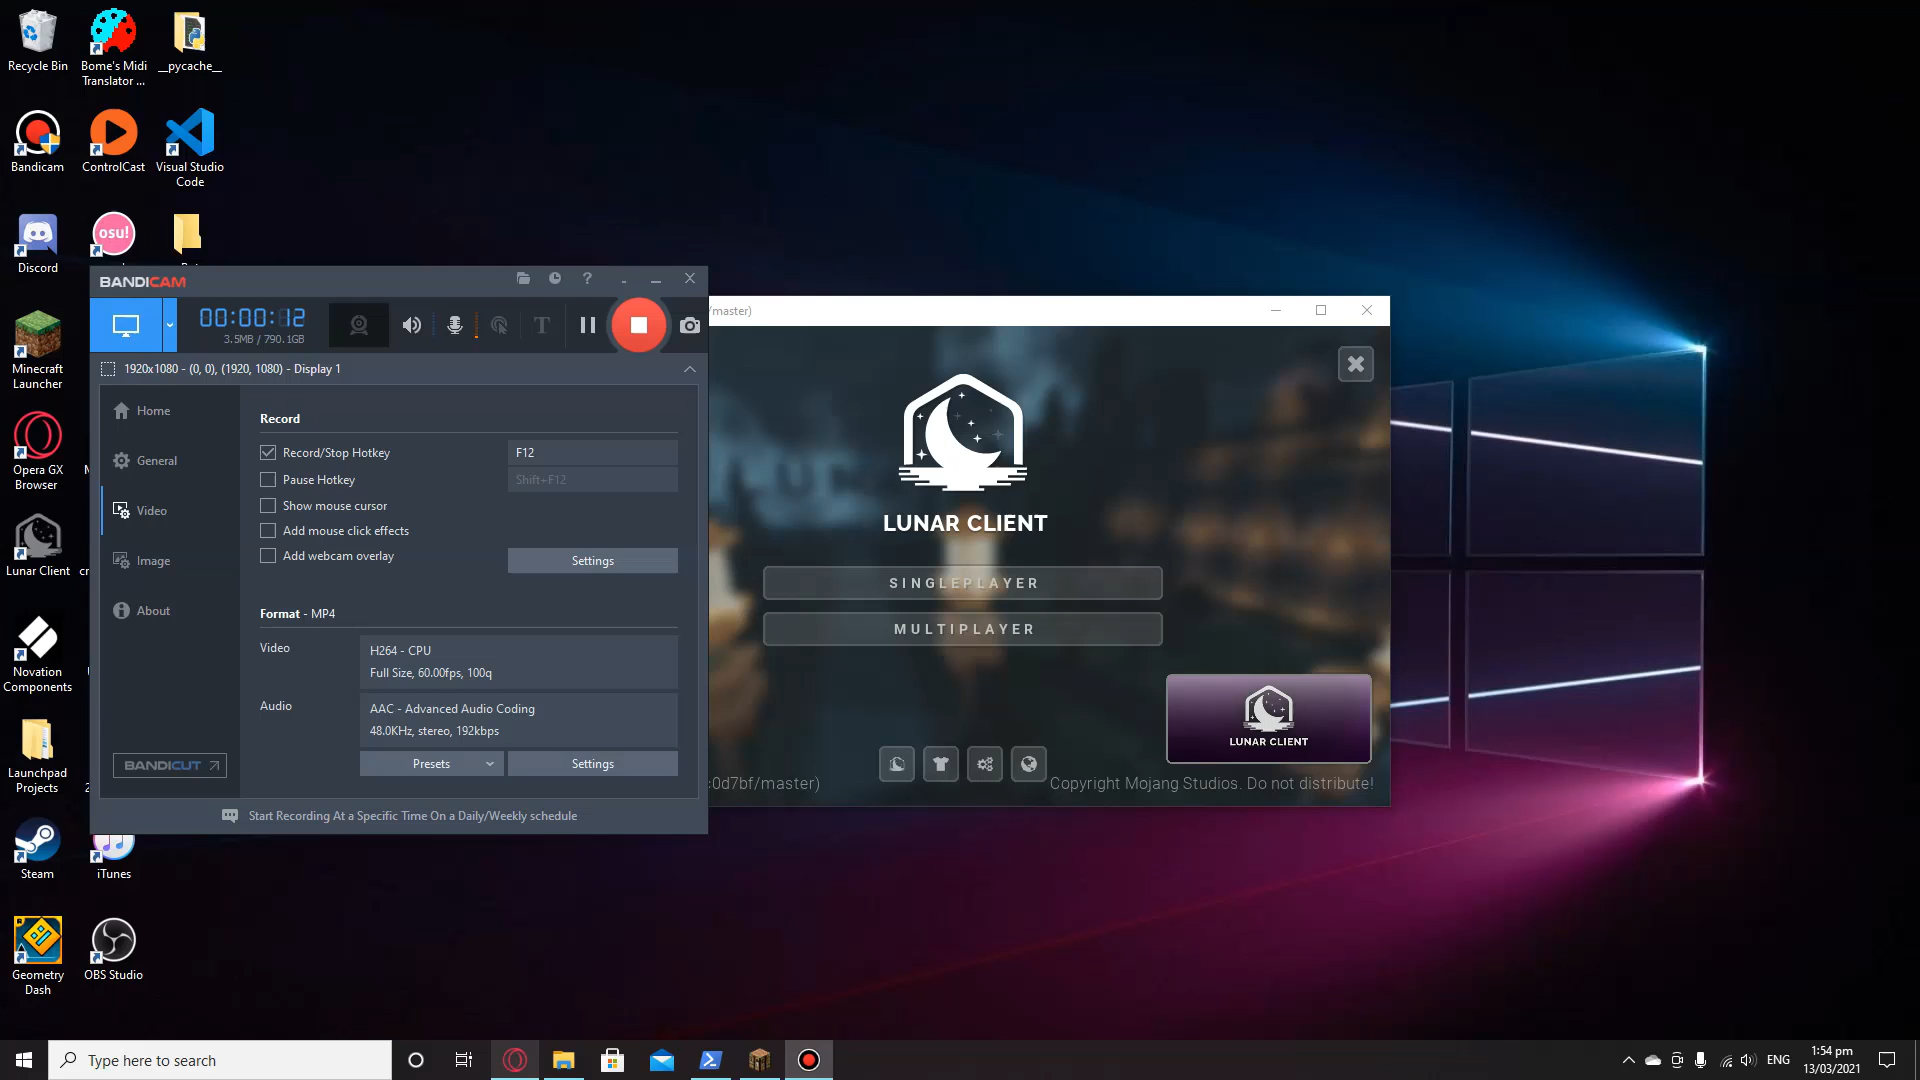 Recycle Bin
Bome's Midi
Translator ...
__pycache__
Bandicam
ControlCast
Visual Studio
Code
Discord
osu!
Minecraft
Launcher
Opera GX
Browser
Lunar Client
Novation
Components
Launchpad
Projects
Steam
iTunes
Geometry
Dash
OBS Studio
BANDICAM
00:00:12
3.5MB / 790.1GB
1920x1080 - (0, 0), (1920, 1080) - Display 1
Home
General
Video
Image
About
BANDICUT
Record
Record/Stop Hotkey
F12
Pause Hotkey
Shift+F12
Show mouse cursor
Add mouse click effects
Add webcam overlay
Settings
Format - MP4
Video
H264 - CPU
Full Size, 60.00fps, 100q
Audio
AAC - Advanced Audio Coding
48.0KHz, stereo, 192kbps
Presets
Settings
Start Recording At a Specific Time On a Daily/Weekly schedule
/master)
LUNAR CLIENT
SINGLEPLAYER
MULTIPLAYER
LUNAR CLIENT
:0d7bf/master)
Copyright Mojang Studios. Do not distribute!
Type here to search
ENG
1:54 pm
13/03/2021